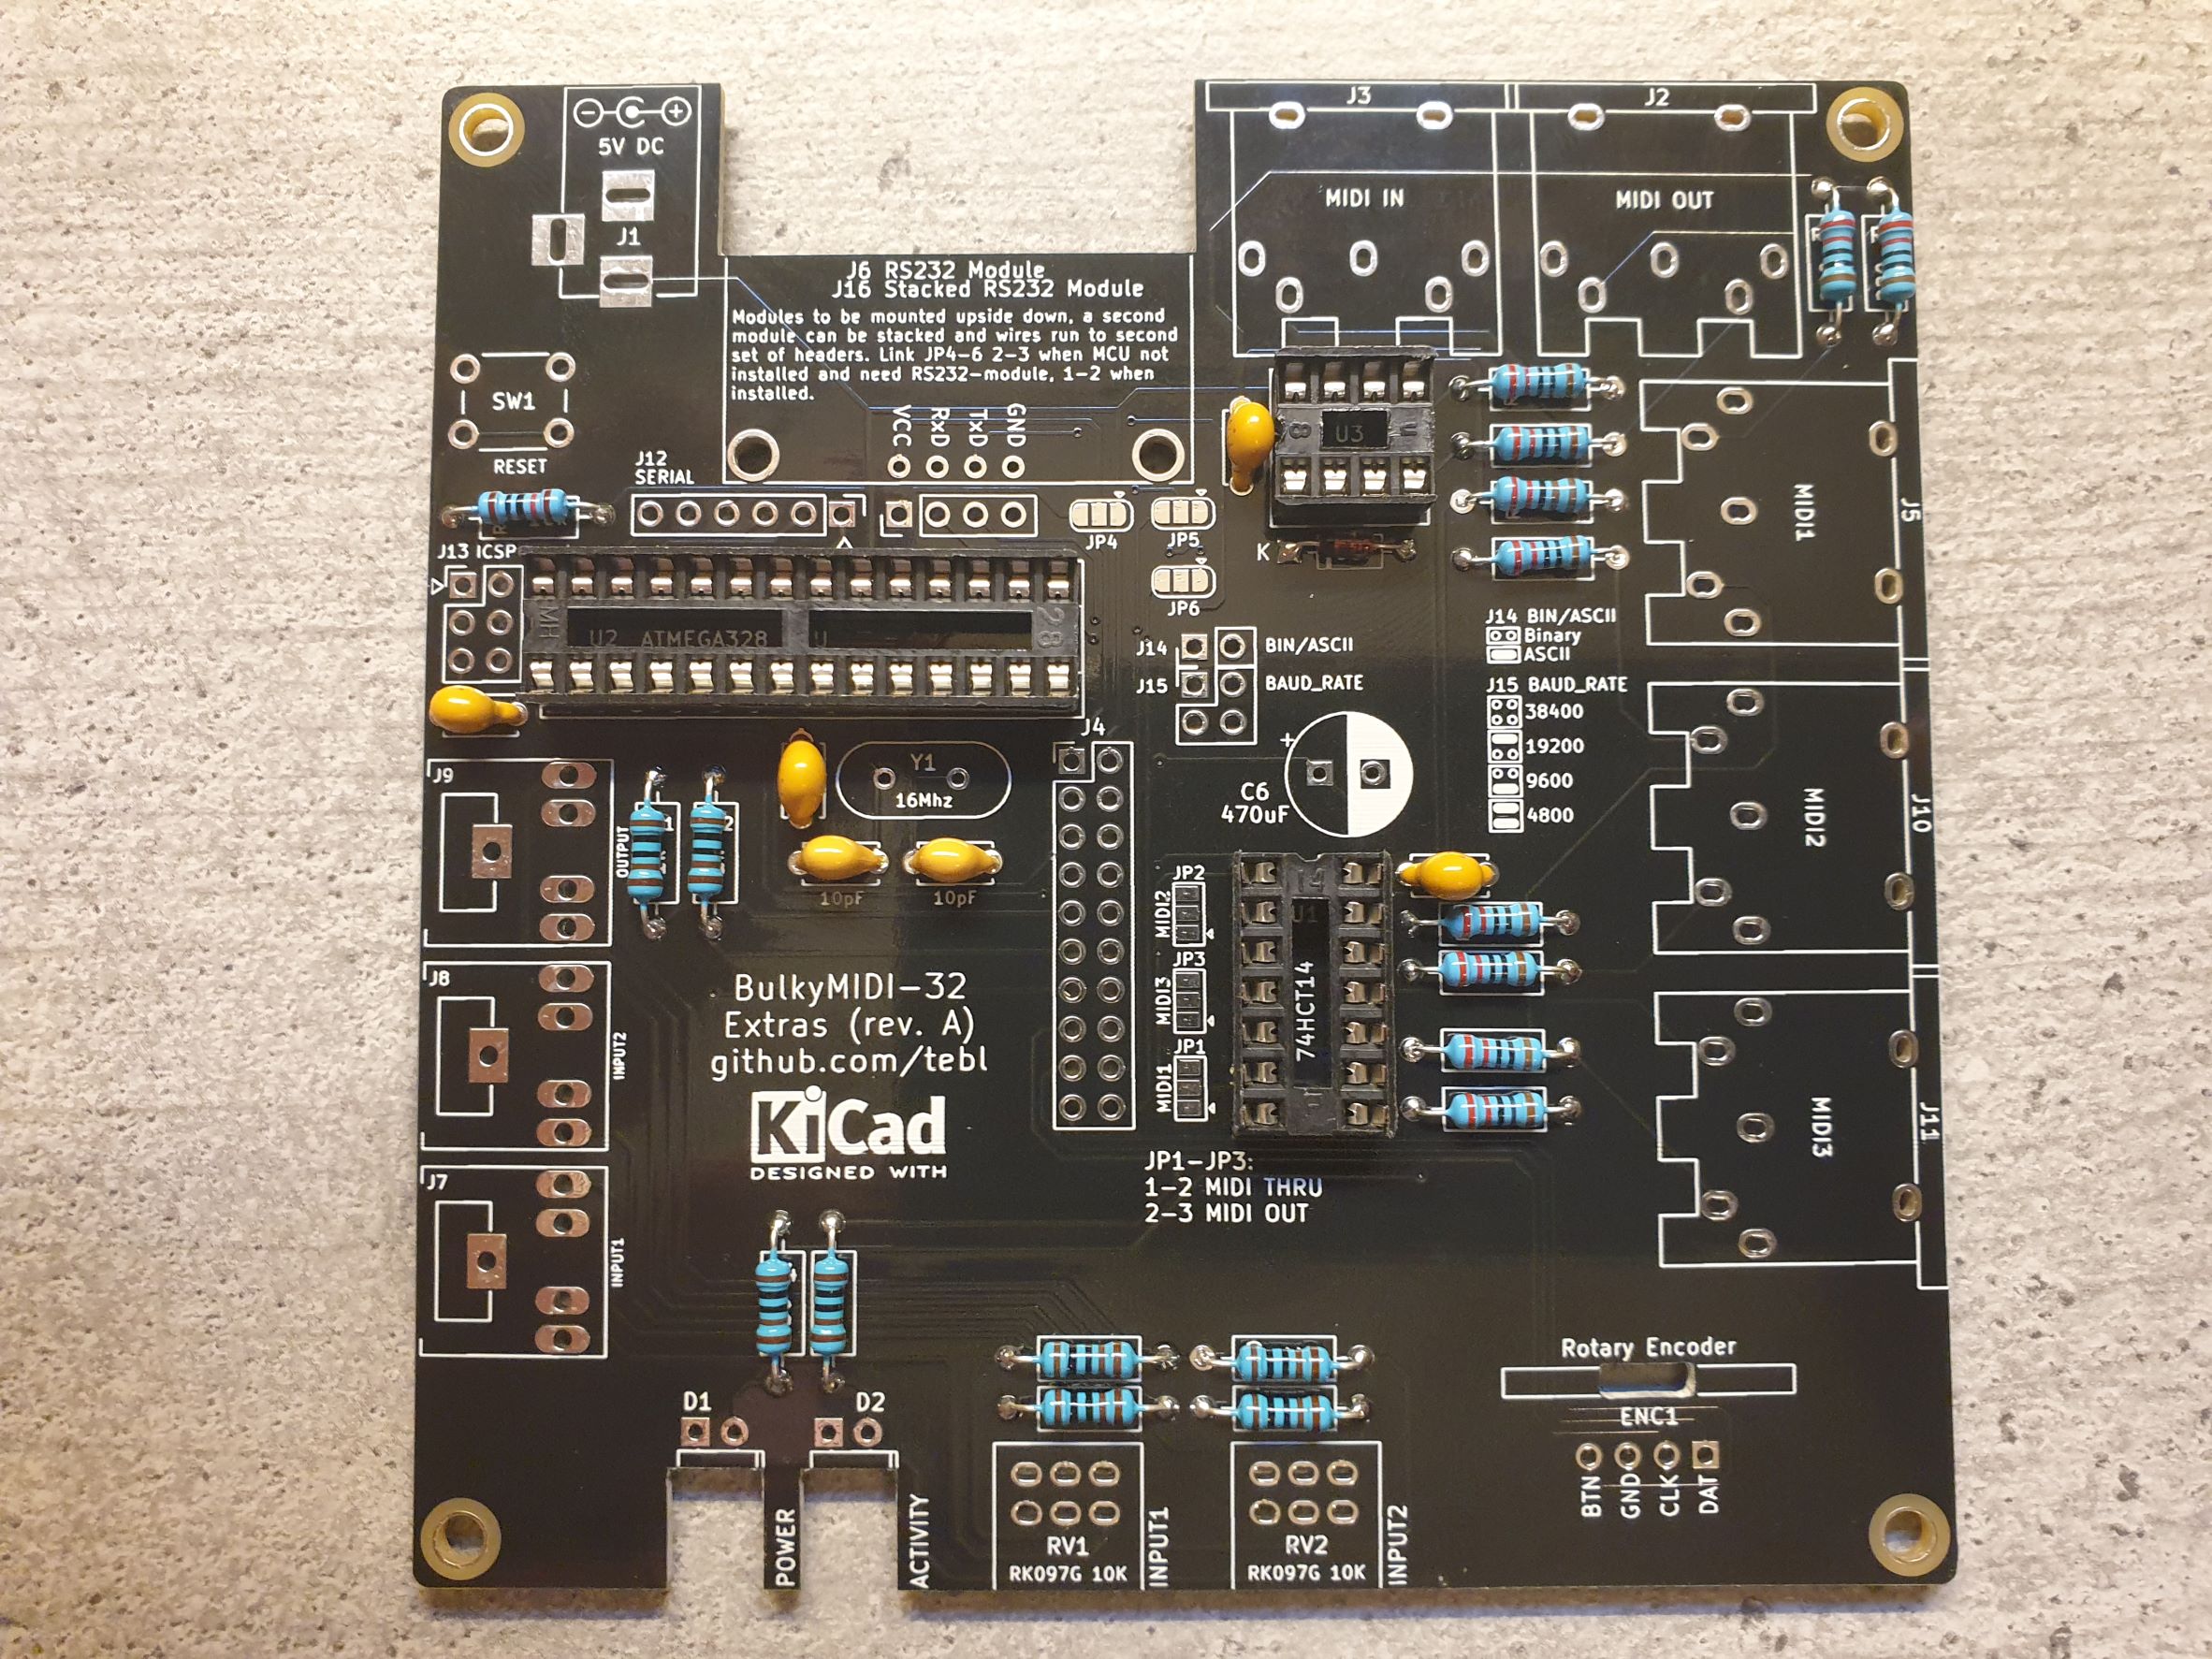 5V DC
J1
J3
J2
MIDI IN
MIDI OUT
J6 RS232 Module
J16 Stacked RS232 Module
Modules to be mounted upside down, a second
module can be stacked and wires run to second
set of headers. Link JP4-6 2-3 when MCU not
installed and need RS232-module, 1-2 when
installed.
VCC
RxD
TxD
GND
SW1
RESET
J12
SERIAL
JP4
JP5
JP6
U3
8
K
MIDI1
J5
J13 ICSP
U2 ATMEGA328
28
J14
BIN/ASCII
J15
BAUD_RATE
J14 BIN/ASCII
Binary
ASCII
J15 BAUD_RATE
38400
19200
9600
4800
J4
+
C6
470uF
MIDI2
J10
J9
OUTPUT
Y1
16Mhz
10pF
10pF
JP2
MIDI2
JP3
MIDI3
JP1
MIDI1
U1
74HCT14
14
J8
INPUT2
BulkyMIDI-32
Extras (rev. A)
github.com/tebl
KiCad
DESIGNED WITH
MIDI3
J11
JP1-JP3:
1-2 MIDI THRU
2-3 MIDI OUT
J7
INPUT1
D1
D2
POWER
ACTIVITY
RV1
RK097G 10K
INPUT1
RV2
RK097G 10K
INPUT2
Rotary Encoder
ENC1
BTN
GND
CLK
DAT